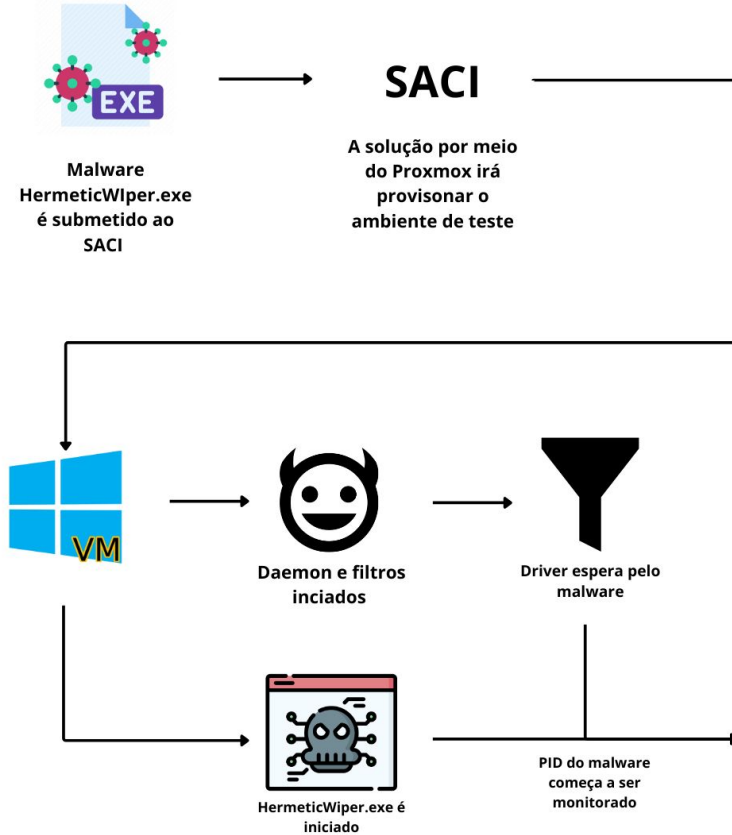 EXE
SACI
Malware
HermeticWIper.exe
é submetido ao
SACI
A solução por meio
do Proxmox irá
provisonar o
ambiente de teste
VM
Daemon e filtros
inciados
Driver espera pelo
malware
HermeticWiper.exe é
iniciado
PID do malware
começa a ser
monitorado